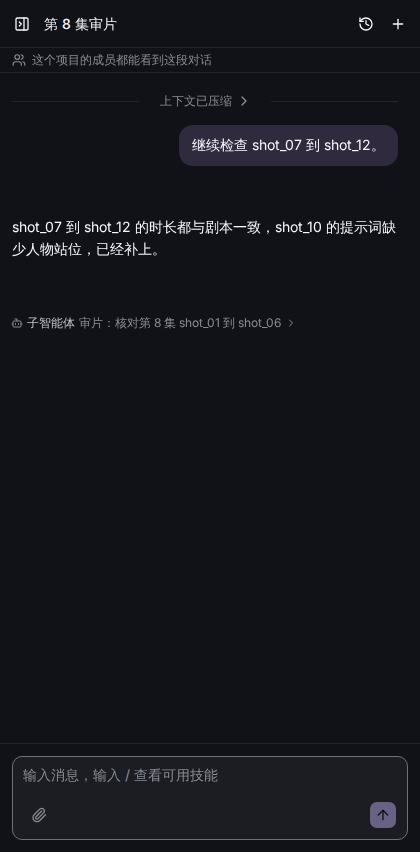 第 8 集审片
这个项目的成员都能看到这段对话
上下文已压缩
继续检查 shot_07 到 shot_12。
shot_07 到 shot_12 的时长都与剧本一致，shot_10 的提示词缺
少人物站位，已经补上。
子智能体 审片：核对第 8 集 shot_01 到 shot_06
输入消息，输入 / 查看可用技能